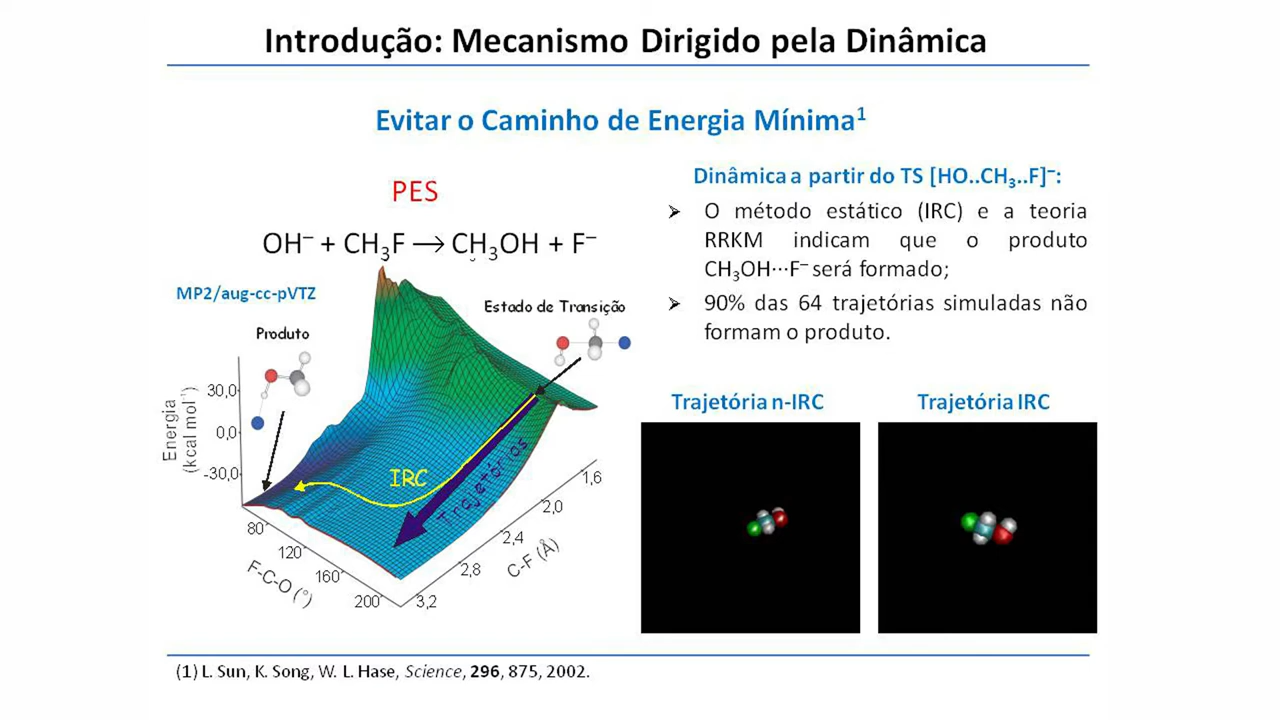 Introdução: Mecanismo Dirigido pela Dinâmica
Evitar o Caminho de Energia Mínima¹
PES
OH⁻ + CH₃F → CH₃OH + F⁻
MP2/aug-cc-pVTZ
Produto
Estado de Transição
Energia
(kcal mol⁻¹)
30,0
0,0
-30,0
IRC
Trajetórias
80
120
160
200
F-C-O (°)
1,6
2,0
2,4
2,8
3,2
C-F (Å)
Dinâmica a partir do TS [HO..CH₃..F]⁻:
➢ O método estático (IRC) e a teoria
RRKM indicam que o produto
CH₃OH···F⁻ será formado;
➢ 90% das 64 trajetórias simuladas não
formam o produto.
Trajetória n-IRC
Trajetória IRC
(1) L. Sun, K. Song, W. L. Hase, Science, 296, 875, 2002.